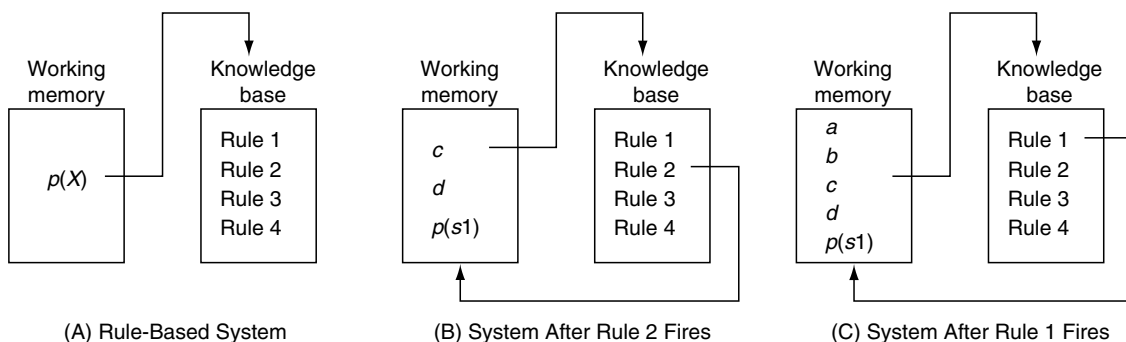 Working
memory
p(X)
Knowledge
base
Rule 1
Rule 2
Rule 3
Rule 4
(A) Rule-Based System
Working
memory
c
d
p(s1)
Knowledge
base
Rule 1
Rule 2
Rule 3
Rule 4
(B) System After Rule 2 Fires
Working
memory
a
b
c
d
p(s1)
Knowledge
base
Rule 1
Rule 2
Rule 3
Rule 4
(C) System After Rule 1 Fires